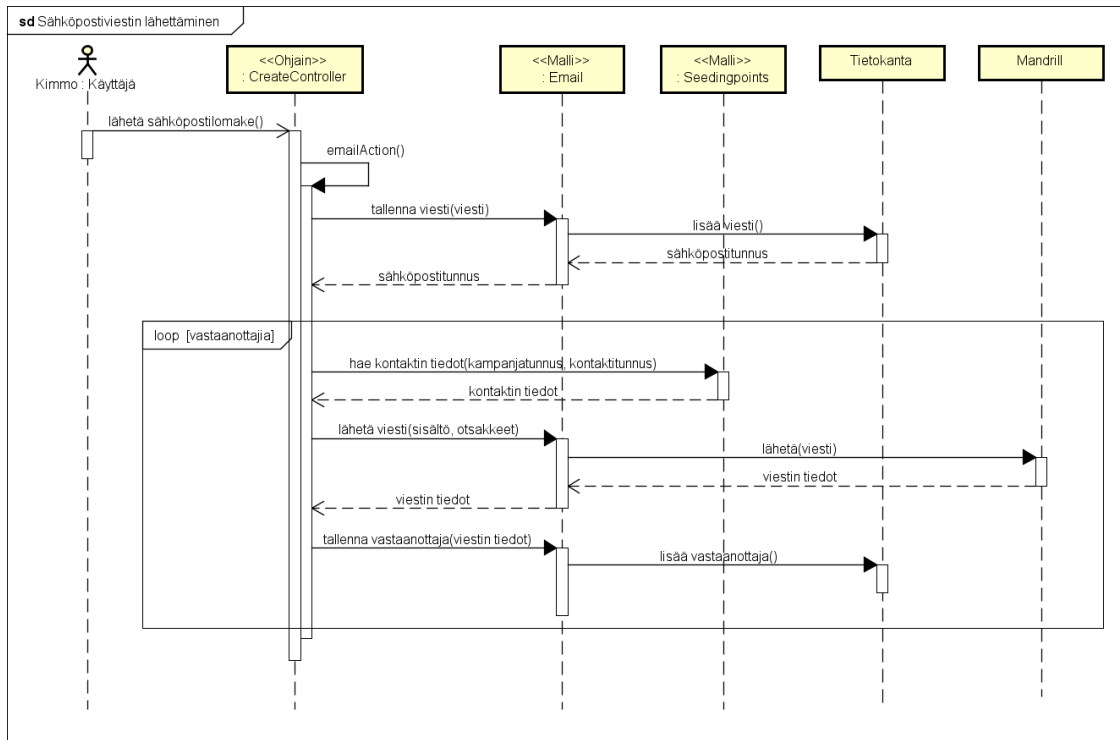 sd Sähköpostiviestin lähettäminen
Kimmo : Käyttäjä
<<Ohjain>>
: CreateController
<<Malli>>
: Email
<<Malli>>
: Seedingpoints
Tietokanta
Mandrill
lähetä sähköpostilomake()
emailAction()
tallenna viesti(viesti)
lisää viesti()
sähköpostitunnus
sähköpostitunnus
loop [vastaanottajia]
hae kontaktin tiedot(kampanjatunnus, kontaktitunnus)
kontaktin tiedot
lähetä viesti(sisältö, otsakkeet)
lähetä(viesti)
viestin tiedot
viestin tiedot
tallenna vastaanottaja(viestin tiedot)
lisää vastaanottaja()